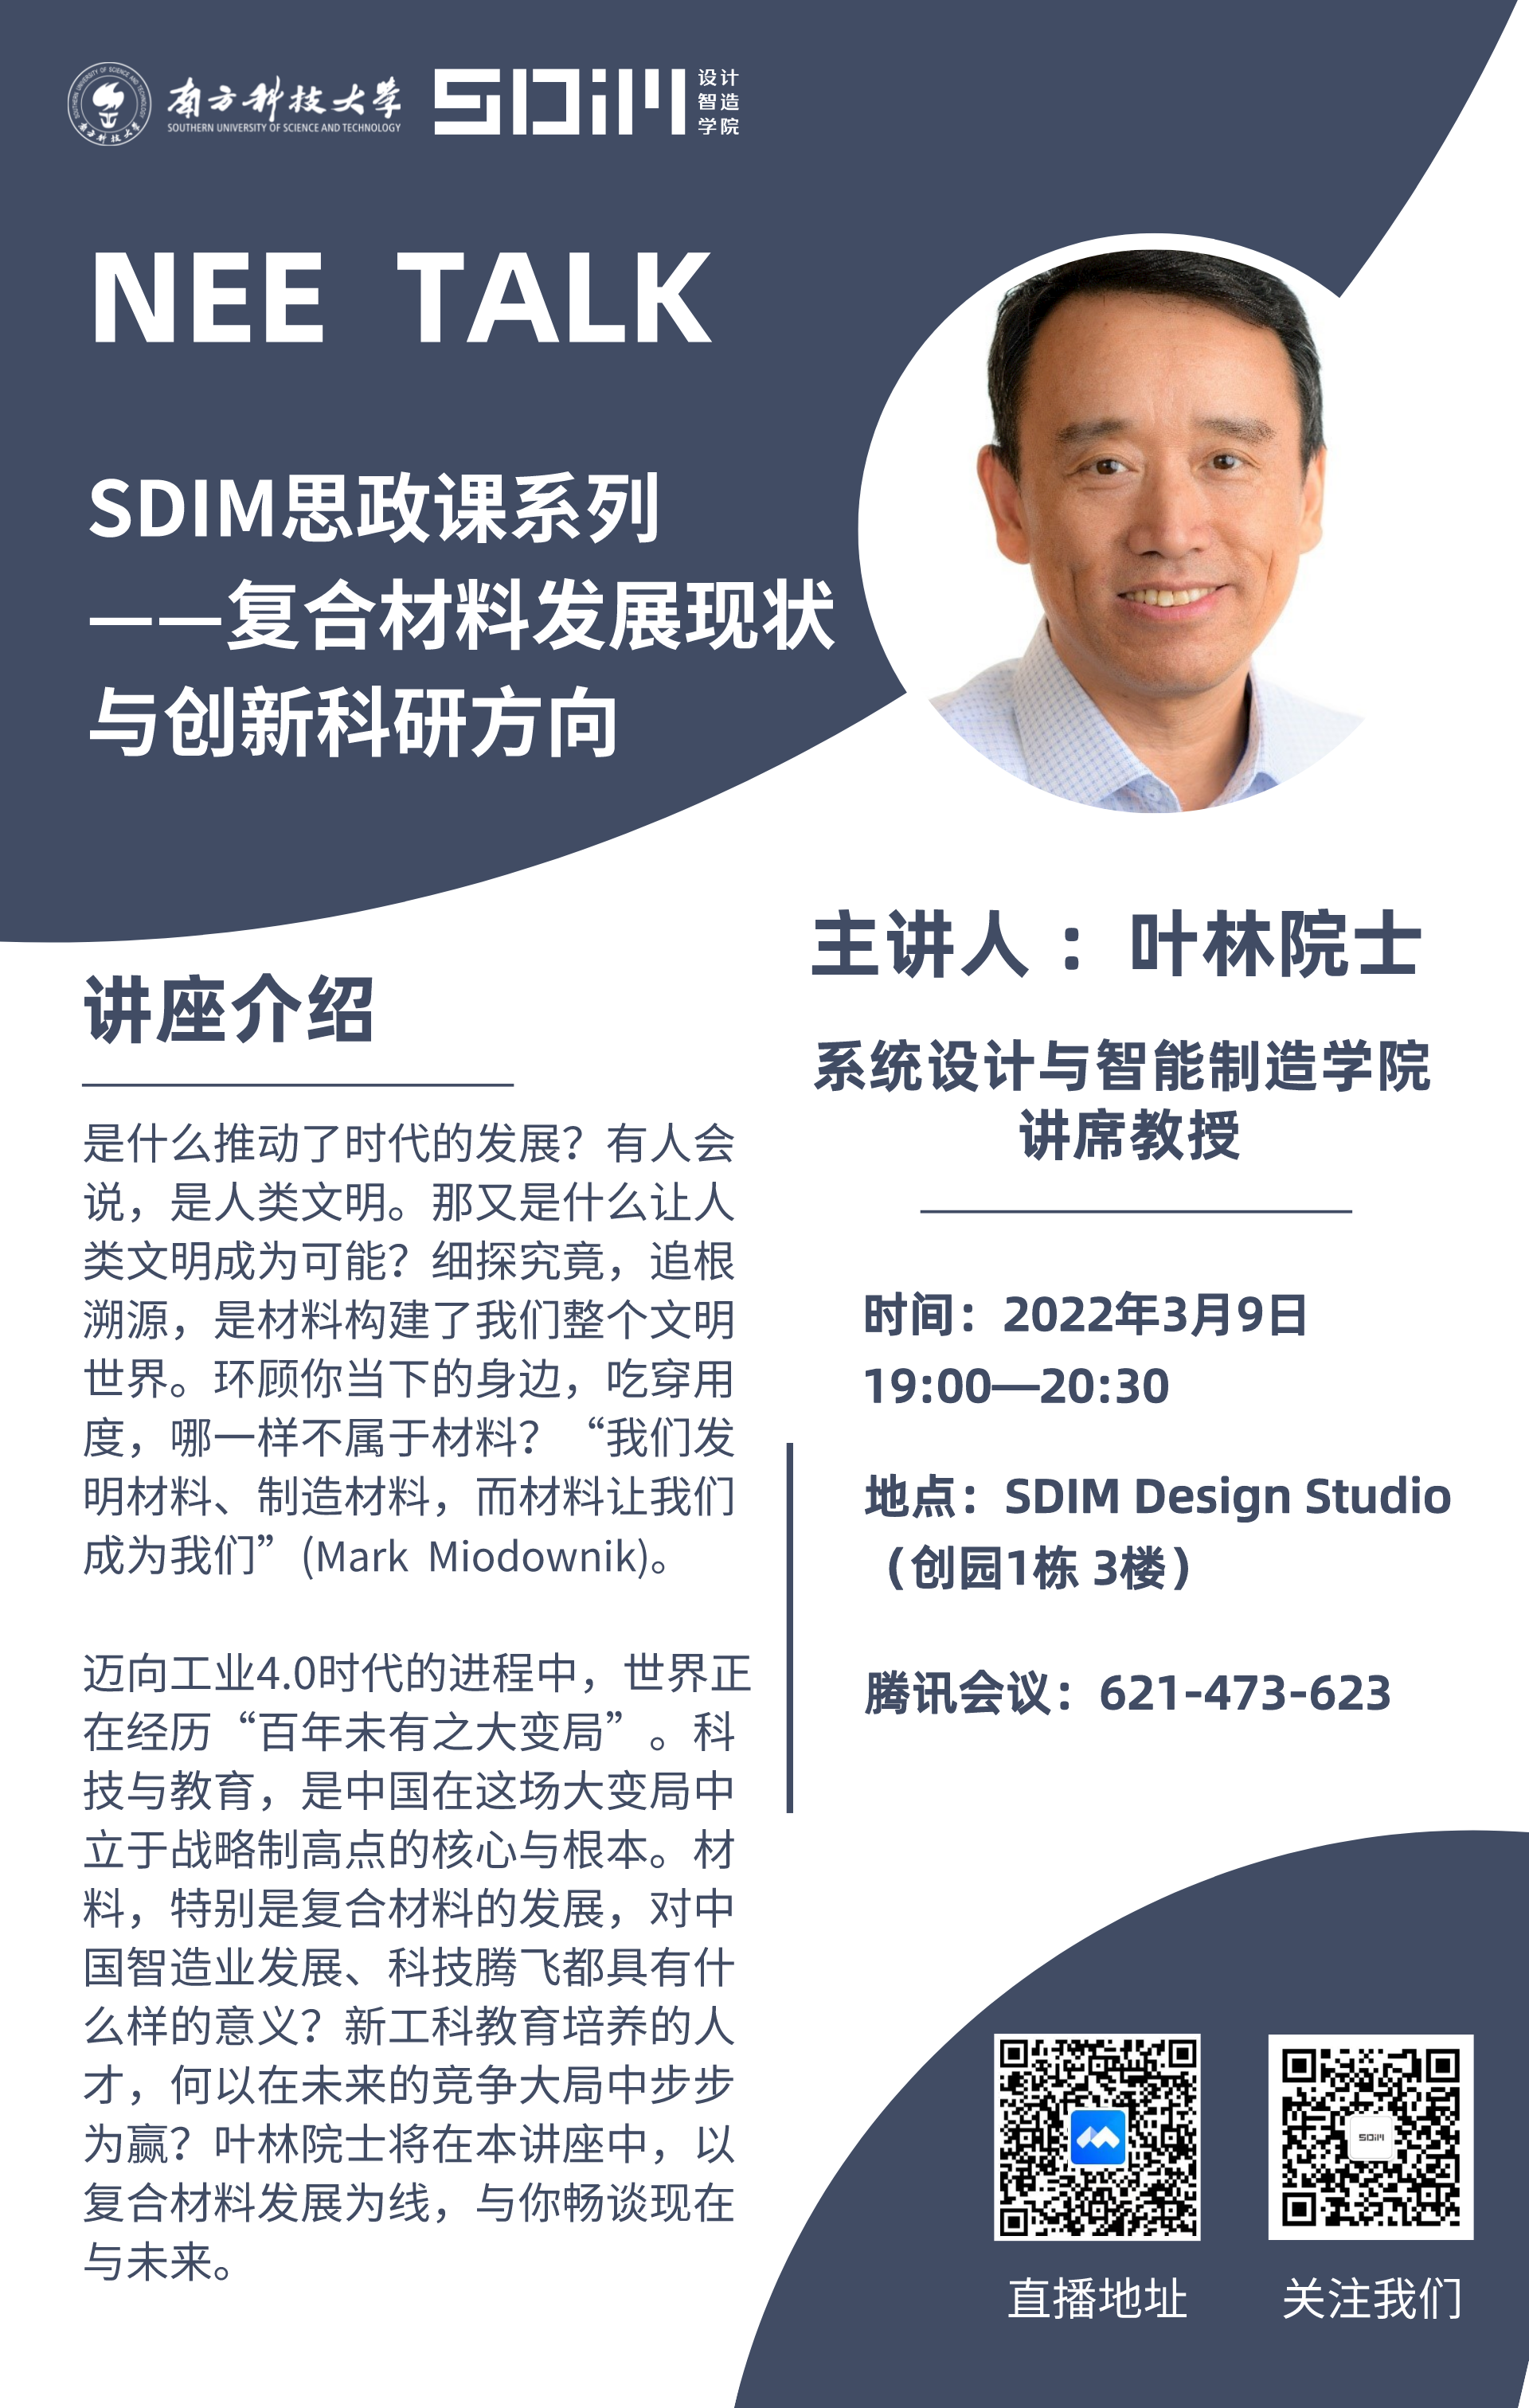 南方科技大学
SOUTHERN UNIVERSITY OF SCIENCE AND TECHNOLOGY
SDIM
设计
智造
学院
NEE TALK
SDIM思政课系列
——复合材料发展现状
与创新科研方向
主讲人 ：叶林院士
系统设计与智能制造学院
讲席教授
讲座介绍
是什么推动了时代的发展？有人会
说，是人类文明。那又是什么让人
类文明成为可能？细探究竟，追根
溯源，是材料构建了我们整个文明
世界。环顾你当下的身边，吃穿用
度，哪一样不属于材料？“我们发
明材料、制造材料，而材料让我们
成为我们”(Mark Miodownik)。
迈向工业4.0时代的进程中，世界正
在经历“百年未有之大变局”。科
技与教育，是中国在这场大变局中
立于战略制高点的核心与根本。材
料，特别是复合材料的发展，对中
国智造业发展、科技腾飞都具有什
么样的意义？新工科教育培养的人
才，何以在未来的竞争大局中步步
为赢？叶林院士将在本讲座中，以
复合材料发展为线，与你畅谈现在
与未来。
时间：2022年3月9日
19:00—20:30
地点：SDIM Design Studio
（创园1栋 3楼）
腾讯会议：621-473-623
SDIM
直播地址
关注我们